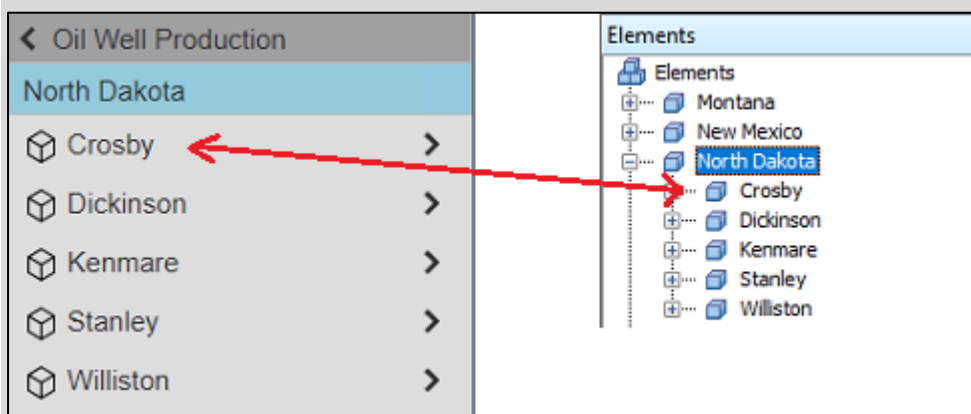 Oil Well Production
North Dakota
Crosby
Dickinson
Kenmare
Stanley
Williston
Elements
Elements
Montana
New Mexico
North Dakota
Crosby
Dickinson
Kenmare
Stanley
Williston